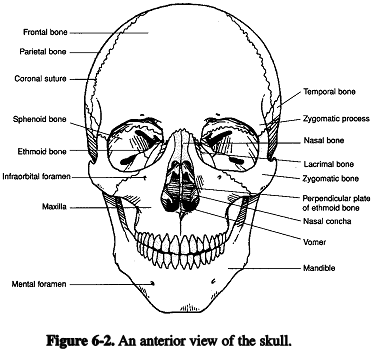 Frontal bone
Parietal bone
Coronal suture
Sphenoid bone
Ethmoid bone
Infraorbital foramen
Maxilla
Mental foramen
Temporal bone
Zygomatic process
Nasal bone
Lacrimal bone
Zygomatic bone
Perpendicular plate
of ethmoid bone
Nasal concha
Vomer
Mandible
Figure 6-2. An anterior view of the skull.